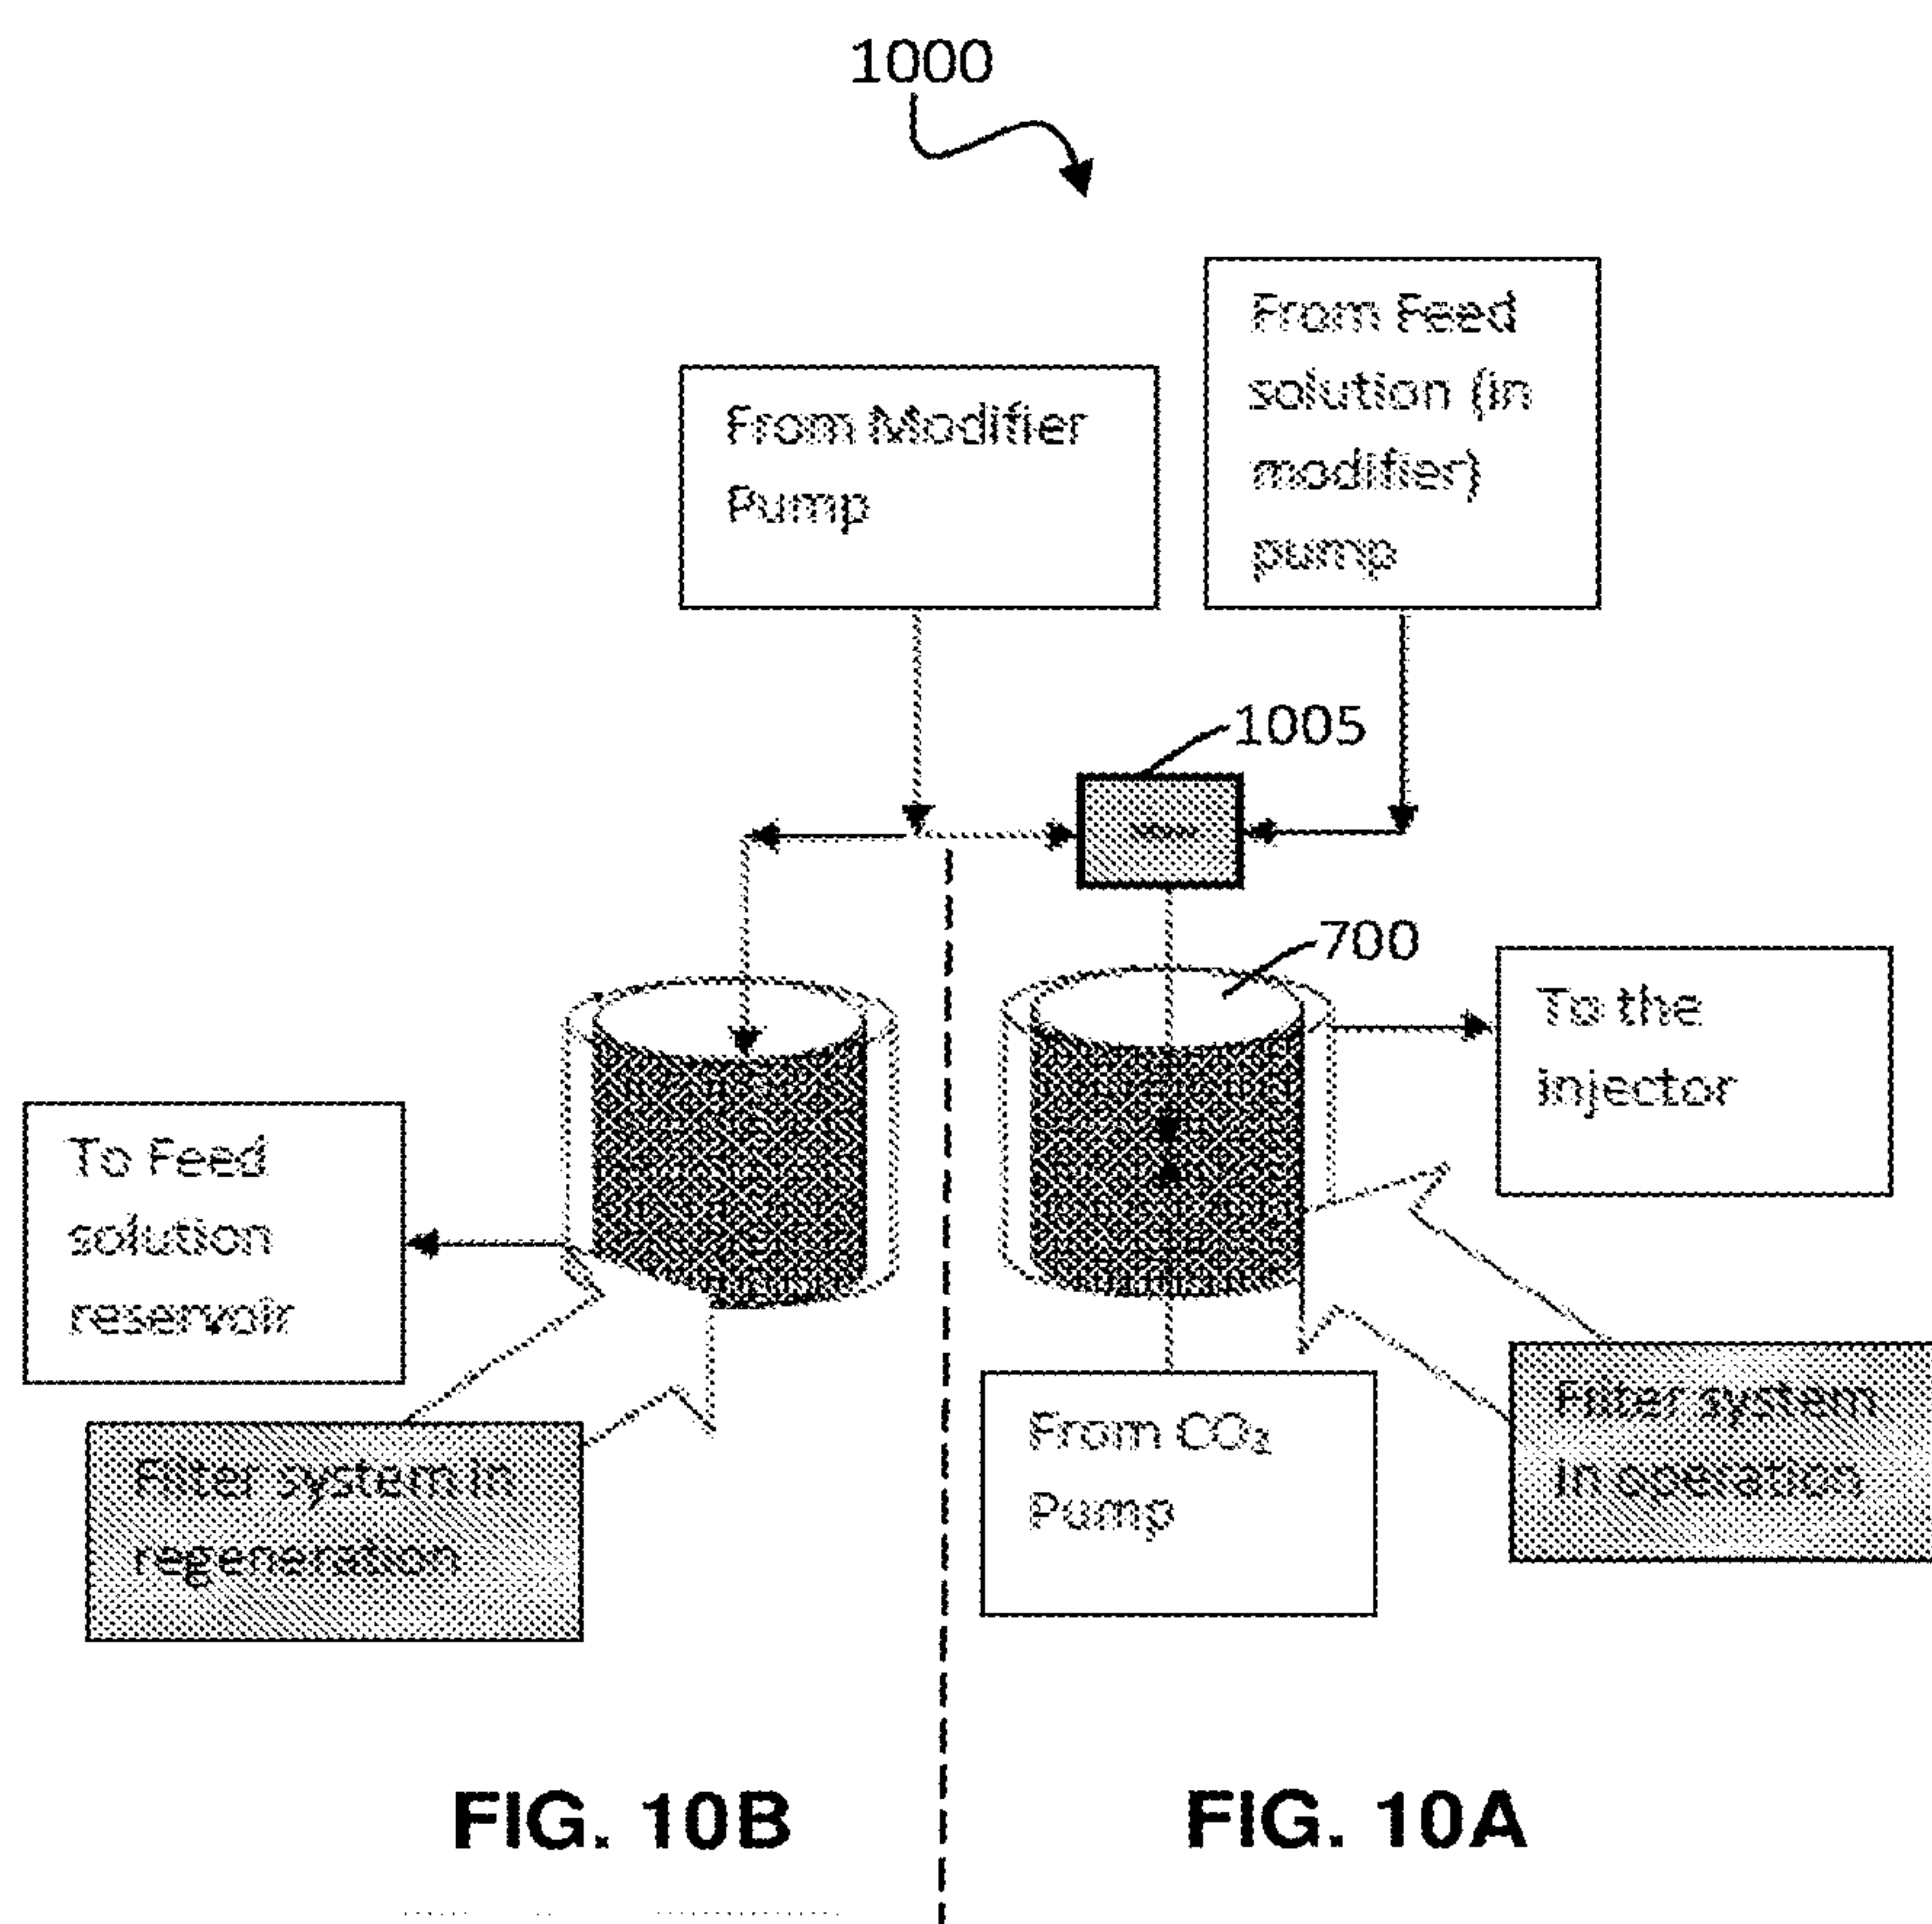 1000
From Feed
solution (in
modifier)
pump
From Modifier
Pump
1005
700
To the
injector
To Feed
solution
reservoir
Filter system
in operation
From CO₂
Pump
Filter system in
regeneration
FIG. 10B
FIG. 10A